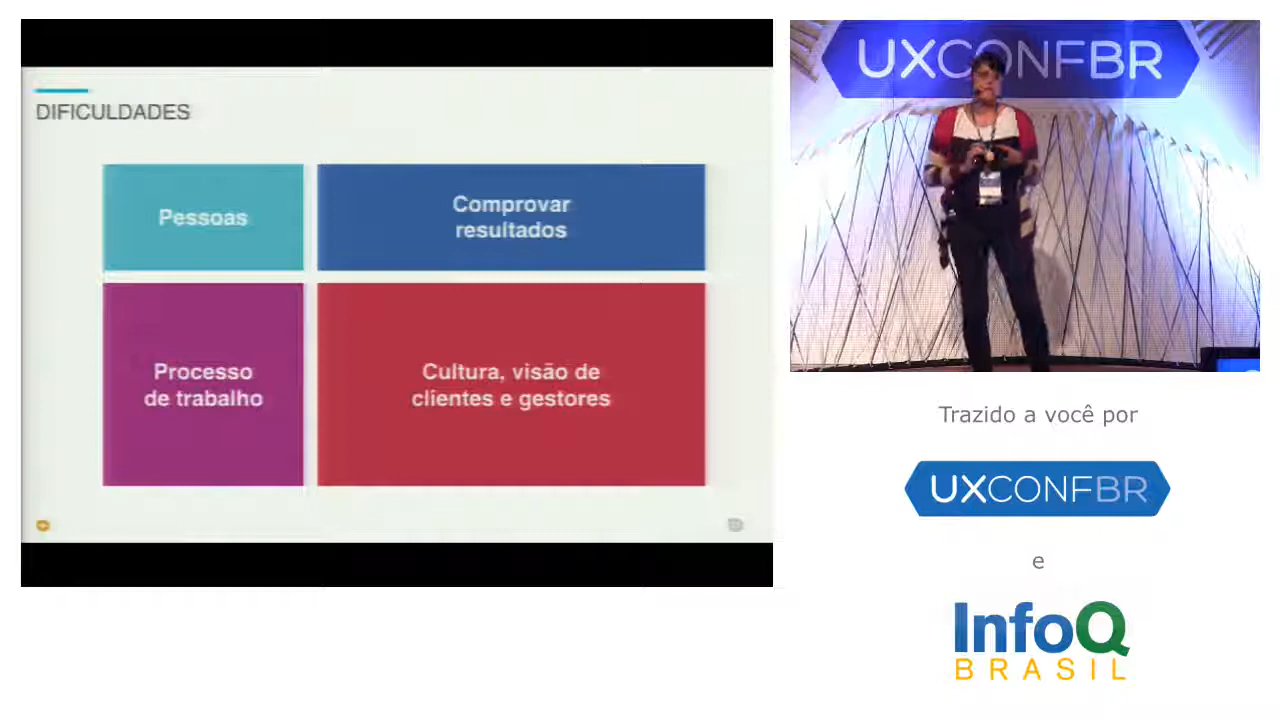 DIFICULDADES
Pessoas
Comprovar
resultados
Processo
de trabalho
Cultura, visão de
clientes e gestores
UXCONFBR
Trazido a você por
UXCONFBR
e
InfoQ
BRASIL